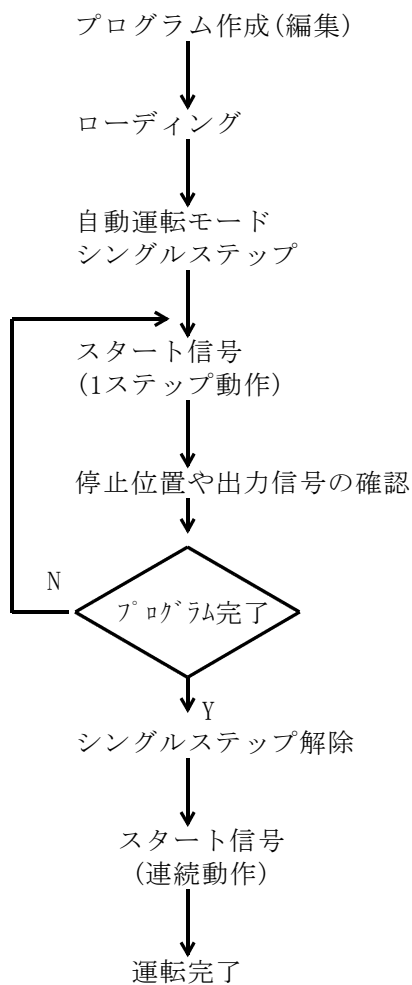 プログラム作成(編集)
ローディング
自動運転モード
シングルステップ
スタート信号
(1ステップ動作)
停止位置や出力信号の確認
N
ﾌﾟﾛｸﾞﾗﾑ完了
Y
シングルステップ解除
スタート信号
(連続動作)
運転完了